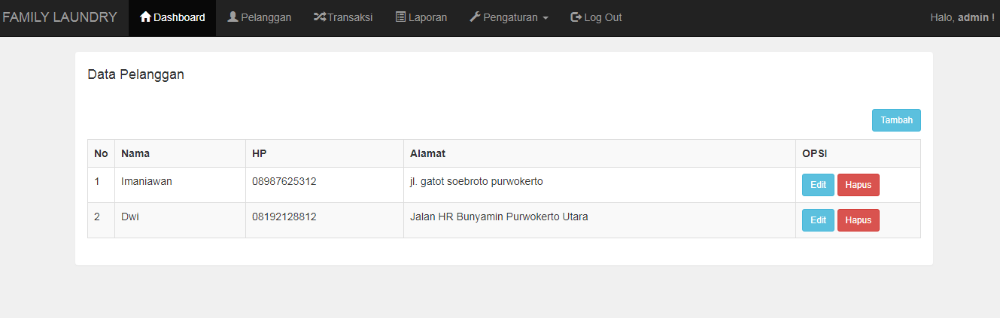 FAMILY LAUNDRY Dashboard Pelanggan Transaksi Laporan Pengaturan Log Out Halo, admin !
Data Pelanggan
Tambah
No Nama HP Alamat OPSI
1 Imaniawan 08987625312 jl. gatot soebroto purwokerto Edit Hapus
2 Dwi 08192128812 Jalan HR Bunyamin Purwokerto Utara Edit Hapus